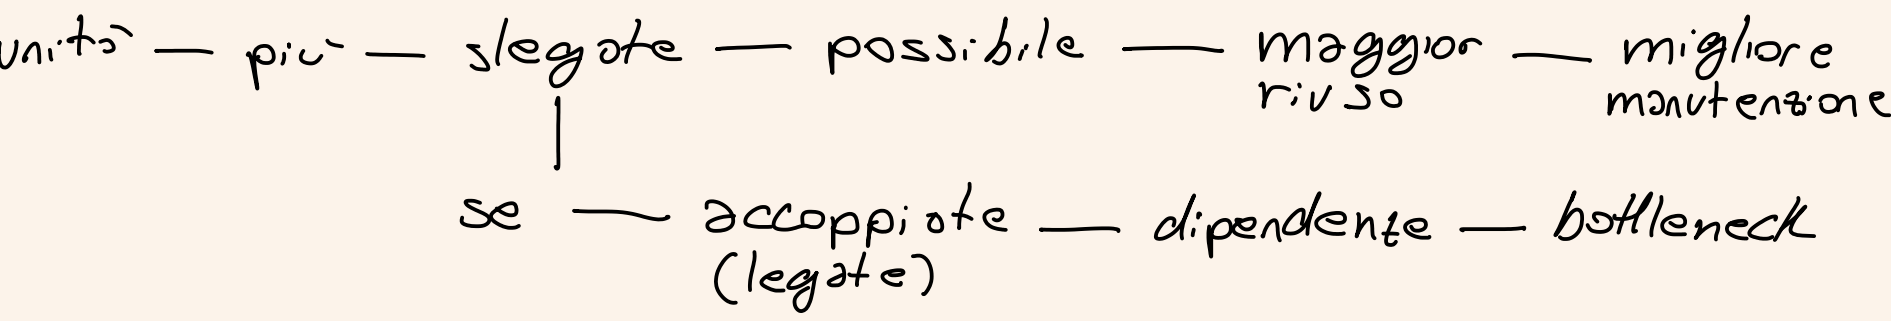 unità — più — slegate — possibile — maggior — migliore
riuso manutenzione
se — accoppiate — dipendente — bottleneck
(legate)